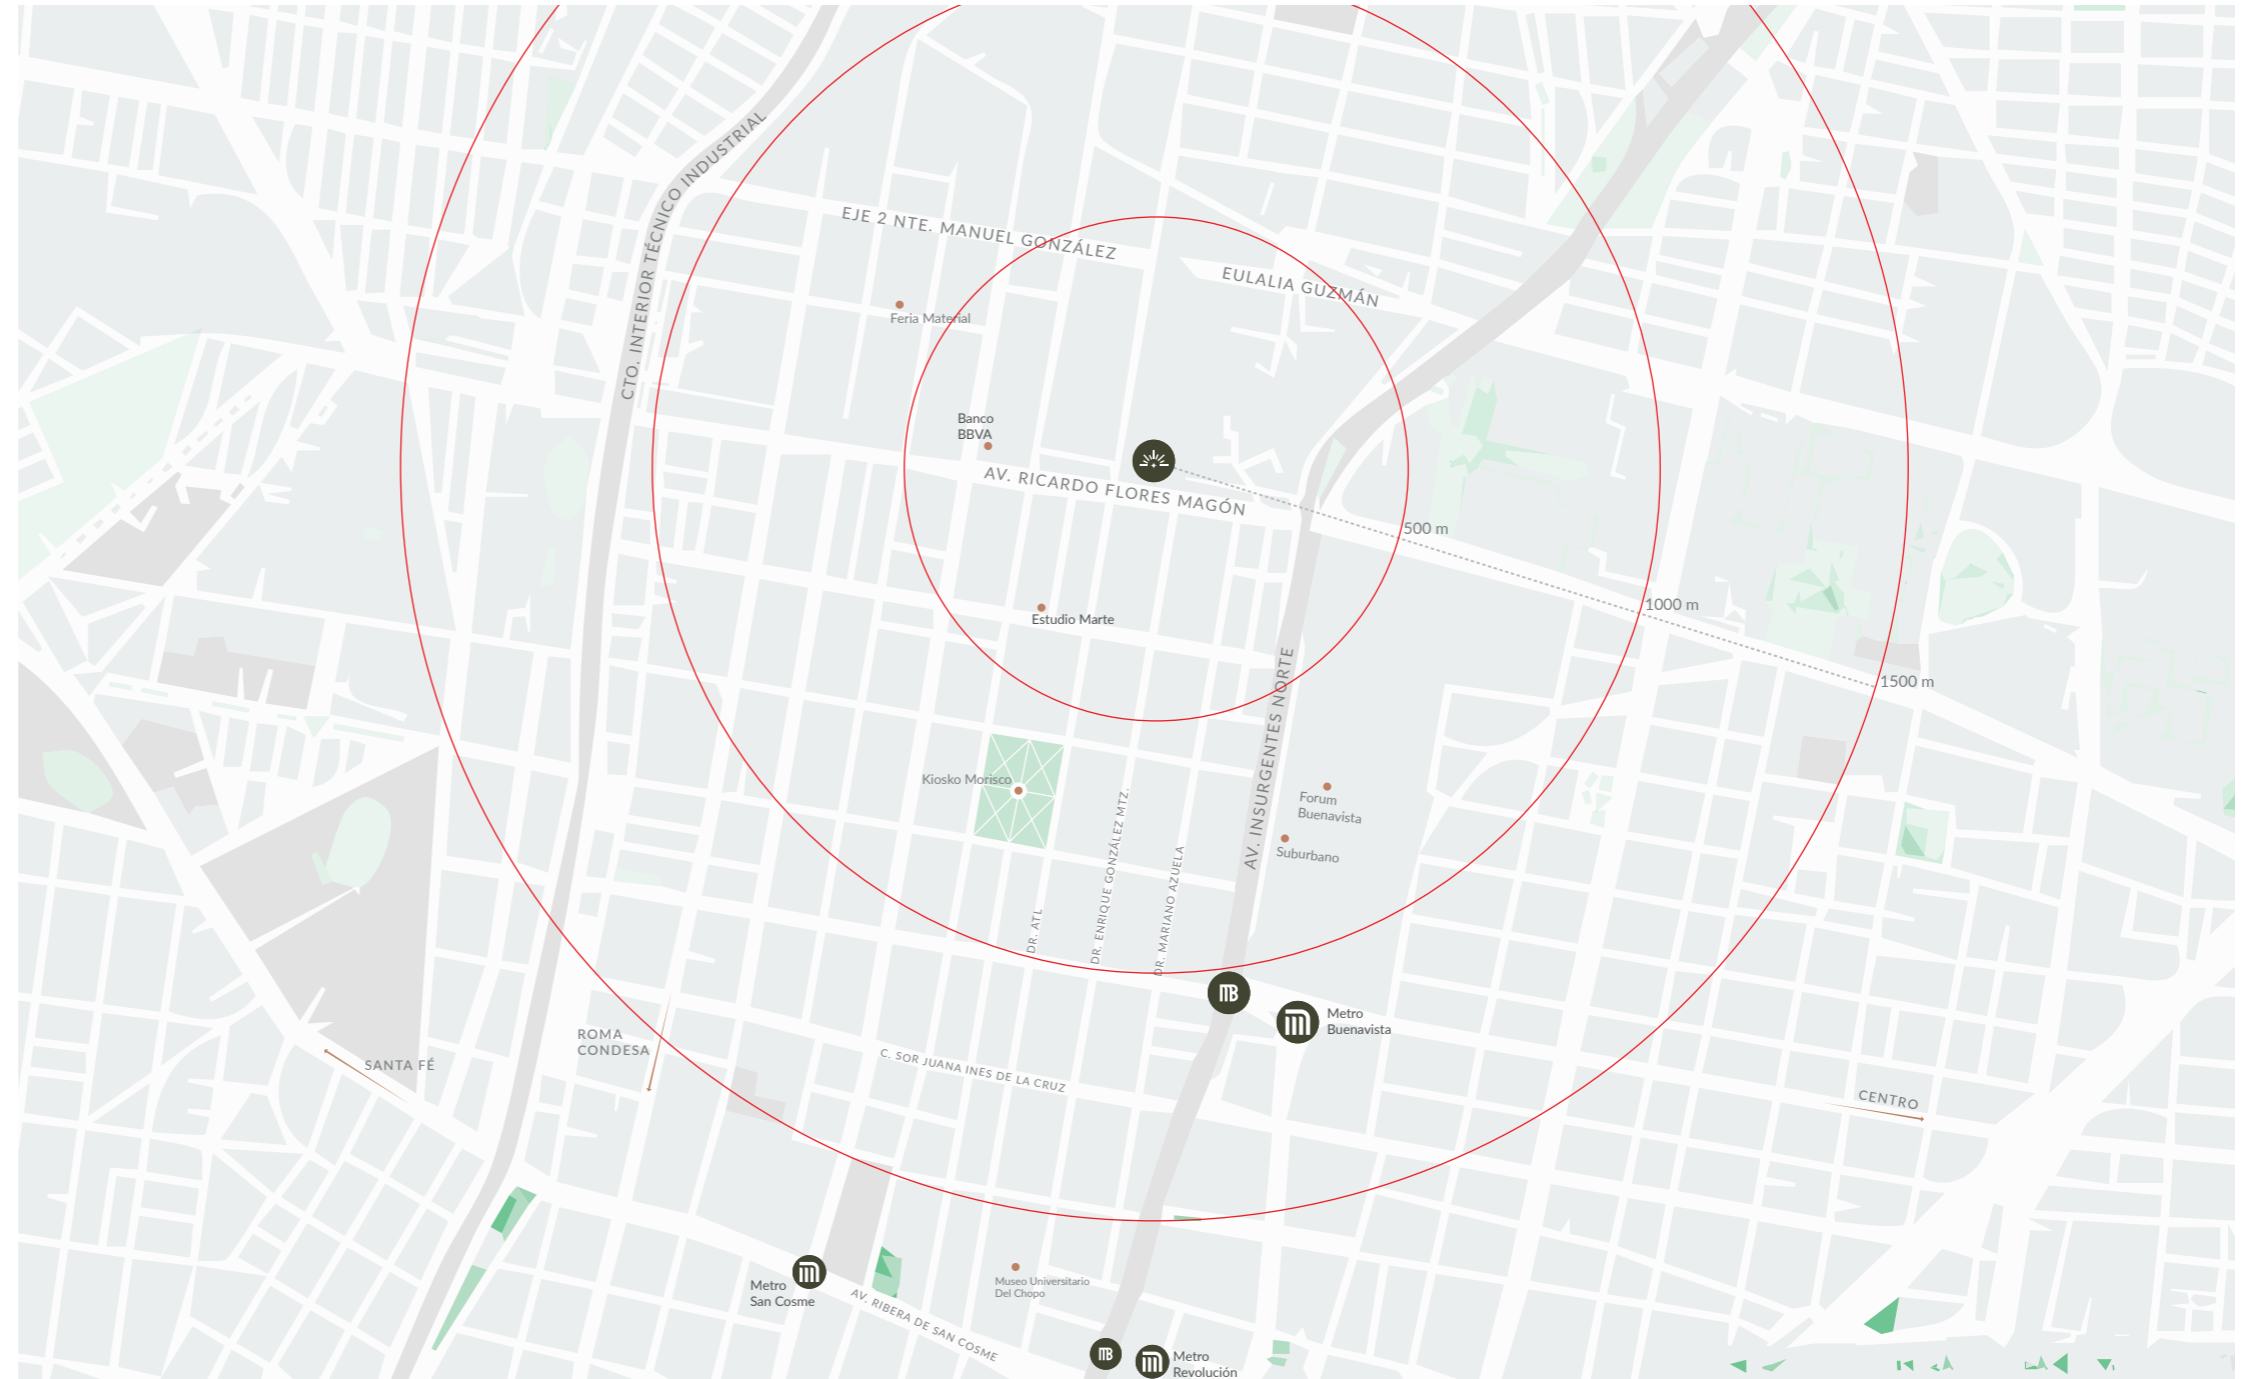 CTO. INTERIOR TÉCNICO INDUSTRIAL
EJE 2 NTE. MANUEL GONZÁLEZ
EULALIA GUZMÁN
Feria Material
Banco
BBVA
AV. RICARDO FLORES MAGÓN
500 m
1000 m
1500 m
Estudio Marte
AV. INSURGENTES NORTE
Kiosko Morisco
Forum
Buenavista
Suburbano
DR. ATL
DR. ENRIQUE GONZÁLEZ MTZ.
DR. MARIANO AZUELA
MB
Metro
Buenavista
ROMA
CONDESA
SANTA FÉ
C. SOR JUANA INES DE LA CRUZ
CENTRO
Metro
San Cosme
AV. RIBERA DE SAN COSME
Museo Universitario
Del Chopo
MB
Metro
Revolución